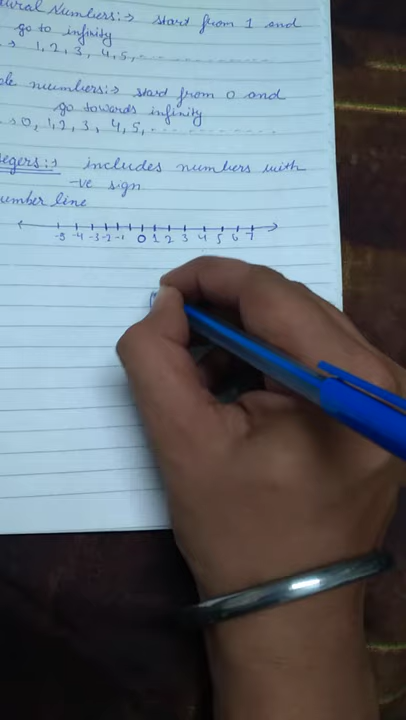 tural Numbers:→ start from 1 and
go to infinity
→ 1, 2, 3, 4, 5, - - - - - - - - - - -
ole numbers:→ start from 0 and
go towards infinity
→ 0, 1, 2, 3, 4, 5, - - - - - - - - - - -
tegers:→ includes numbers with
-ve sign
umber line
-5 -4 -3 -2 -1 0 1 2 3 4 5 6 7